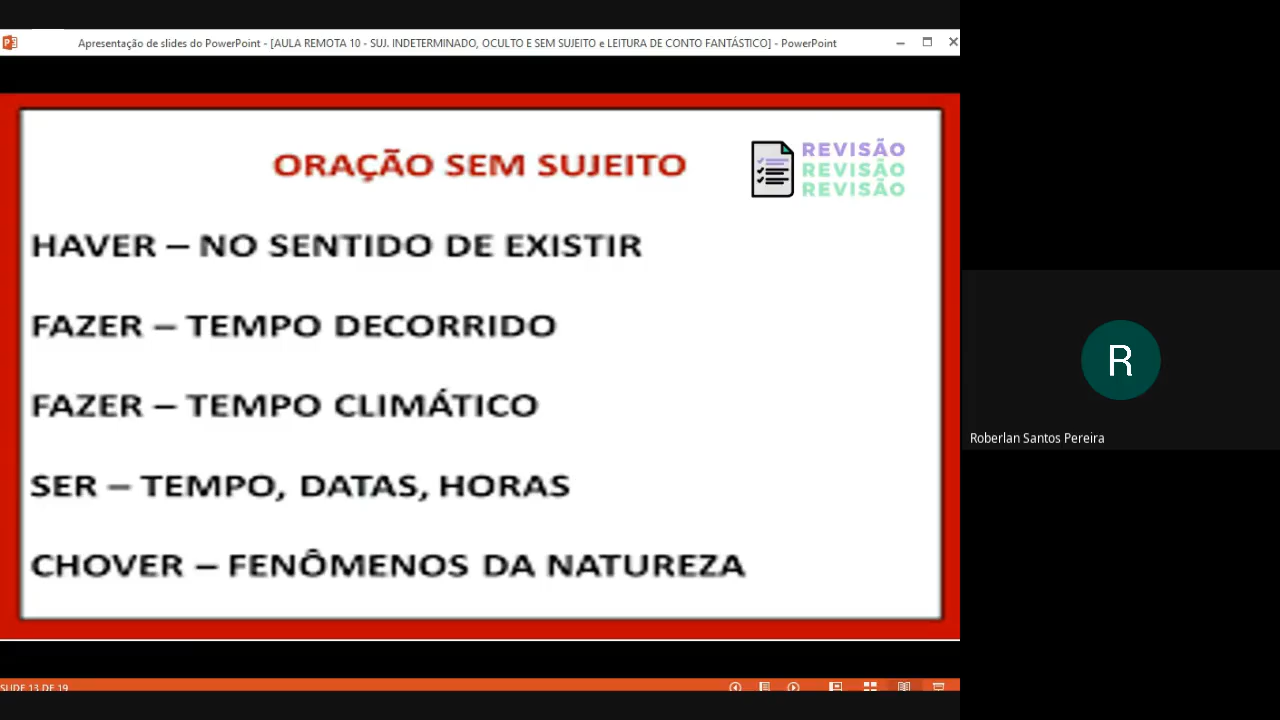 Apresentação de slides do PowerPoint - [AULA REMOTA 10 - SUJ. INDETERMINADO, OCULTO E SEM SUJEITO e LEITURA DE CONTO FANTÁSTICO] - PowerPoint
ORAÇÃO SEM SUJEITO
REVISÃO
REVISÃO
REVISÃO
HAVER – NO SENTIDO DE EXISTIR
FAZER – TEMPO DECORRIDO
FAZER – TEMPO CLIMÁTICO
SER – TEMPO, DATAS, HORAS
CHOVER – FENÔMENOS DA NATUREZA
R
Roberlan Santos Pereira
SLIDE 13 DE 19